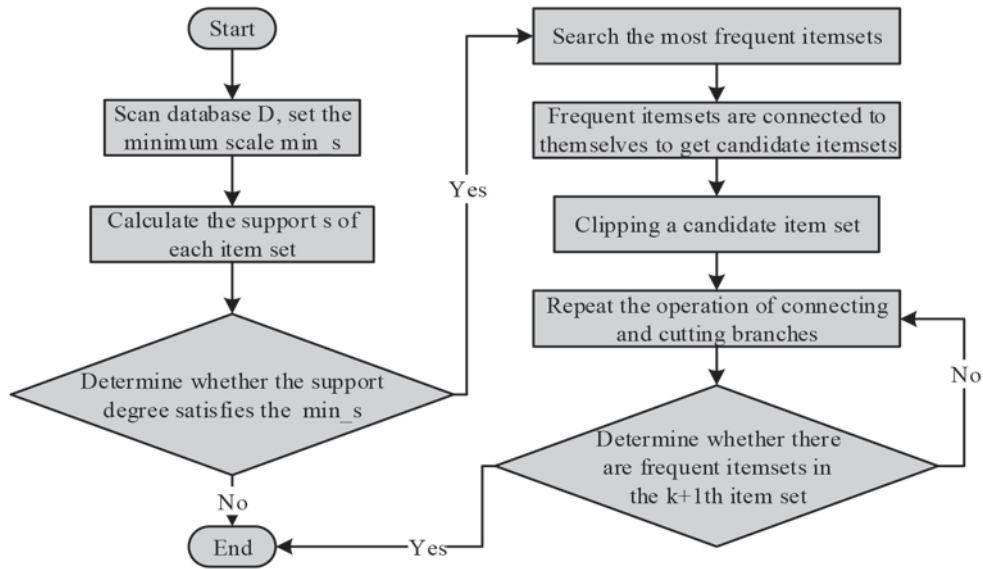 Start
Scan database D, set the
minimum scale min_s
Calculate the support s of
each item set
Determine whether the support
degree satisfies the min_s
No
End
Yes
Search the most frequent itemsets
Frequent itemsets are connected to
themselves to get candidate itemsets
Clipping a candidate item set
Repeat the operation of connecting
and cutting branches
No
Determine whether there
are frequent itemsets in
the k+1th item set
Yes